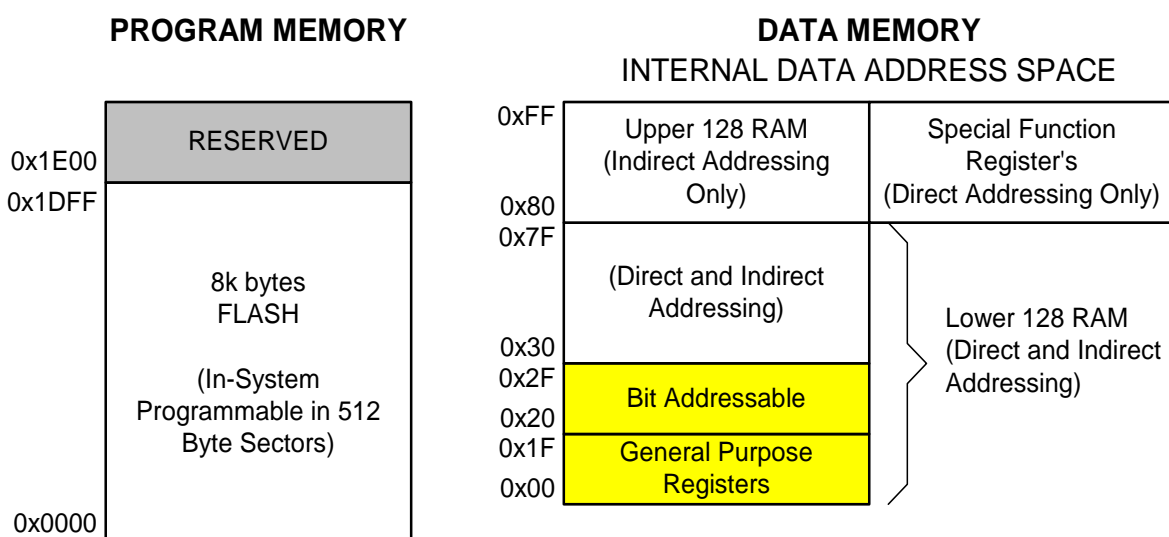 PROGRAM MEMORY
RESERVED
0x1E00
0x1DFF
8k bytes
FLASH
(In-System
Programmable in 512
Byte Sectors)
0x0000
DATA MEMORY
INTERNAL DATA ADDRESS SPACE
0xFF
Upper 128 RAM
(Indirect Addressing
Only)
0x80
Special Function
Register's
(Direct Addressing Only)
0x7F
(Direct and Indirect
Addressing)
0x30
0x2F
Bit Addressable
0x20
0x1F
General Purpose
Registers
0x00
Lower 128 RAM
(Direct and Indirect
Addressing)